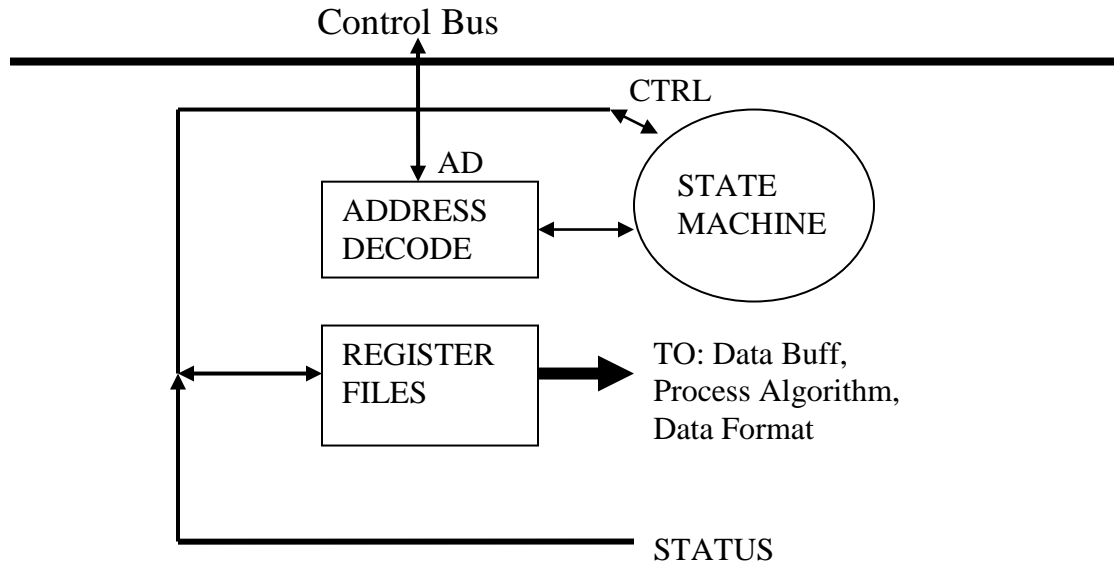 Control Bus
CTRL
AD
ADDRESS
DECODE
STATE
MACHINE
REGISTER
FILES
TO: Data Buff,
Process Algorithm,
Data Format
STATUS